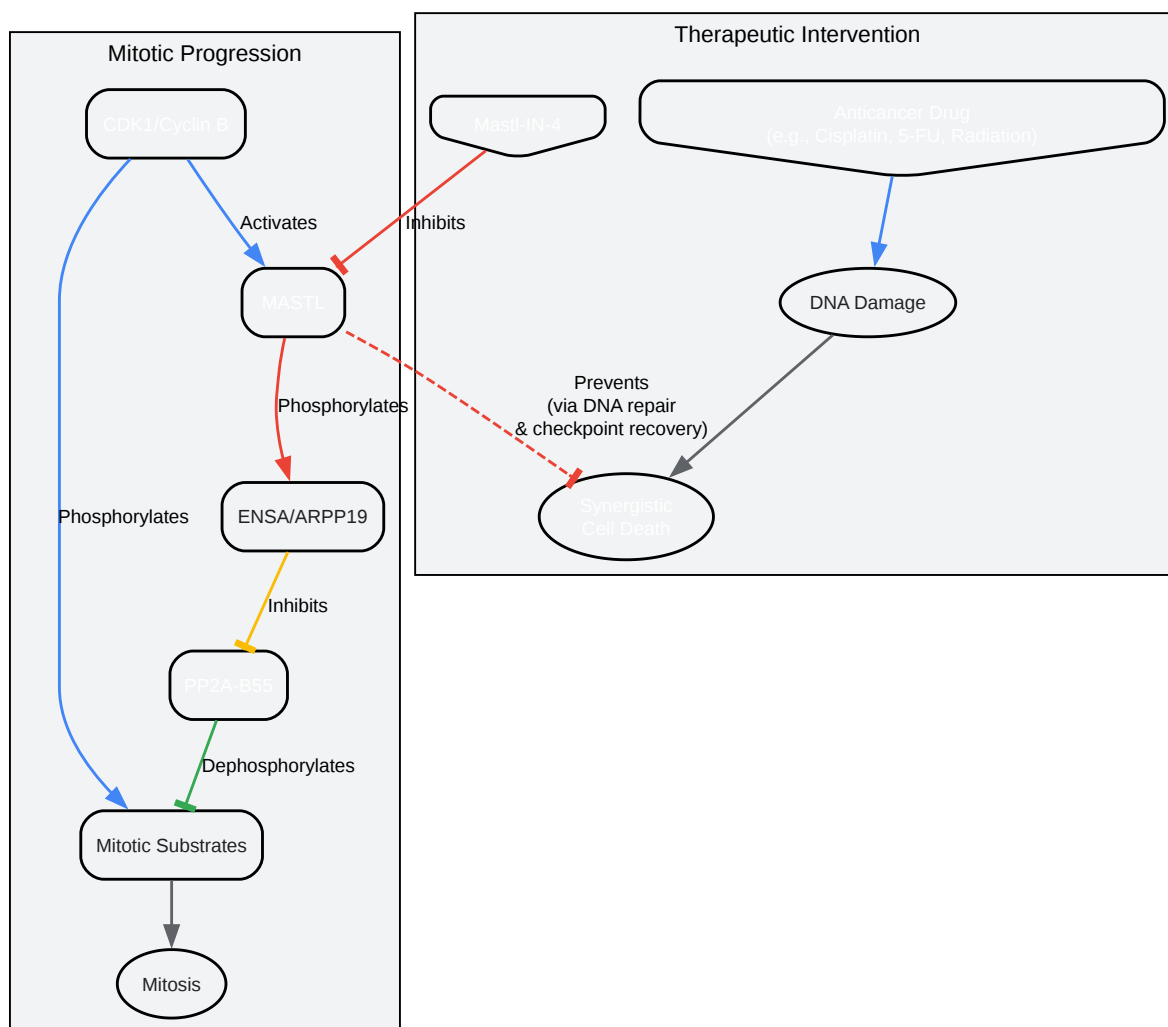 Mitotic Progression
Therapeutic Intervention
CDK1/Cyclin B
Mastl-IN-4
Anticancer Drug
(e.g., Cisplatin, 5-FU, Radiation)
Activates
Inhibits
MASTL
DNA Damage
Phosphorylates
Prevents
(via DNA repair
& checkpoint recovery)
Phosphorylates
ENSA/ARPP19
Synergistic
Cell Death
Inhibits
PP2A-B55
Dephosphorylates
Mitotic Substrates
Mitosis